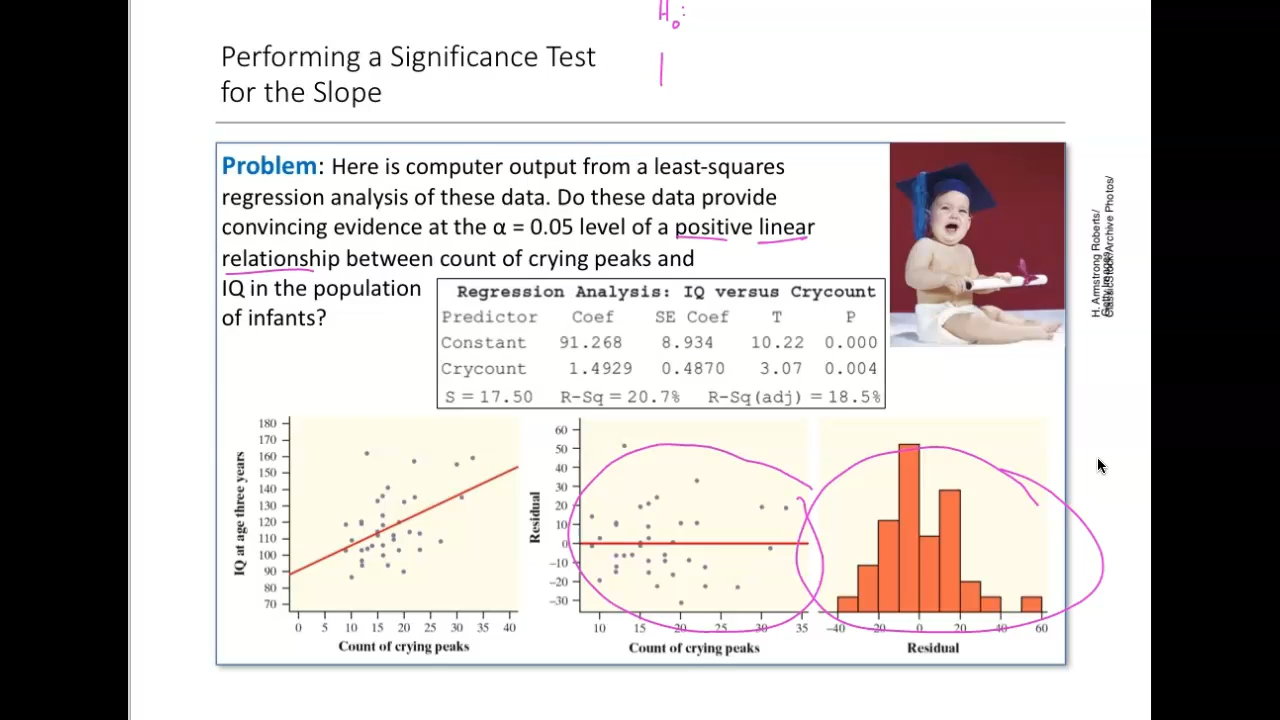 H₀:
Performing a Significance Test
for the Slope
Problem: Here is computer output from a least-squares
regression analysis of these data. Do these data provide
convincing evidence at the α = 0.05 level of a positive linear
relationship between count of crying peaks and
IQ in the population
of infants?
Regression Analysis: IQ versus Crycount
Predictor Coef SE Coef T P
Constant 91.268 8.934 10.22 0.000
Crycount 1.4929 0.4870 3.07 0.004
S = 17.50 R-Sq = 20.7% R-Sq(adj) = 18.5%
H. Armstrong Roberts/
Archive Photos/
IQ at age three years
180
170
160
150
140
130
120
110
100
90
80
70
0 5 10 15 20 25 30 35 40
Count of crying peaks
Residual
60
50
40
30
20
10
0
−10
−20
−30
10 15 20 25 30 35
Count of crying peaks
−40 −20 0 20 40 60
Residual